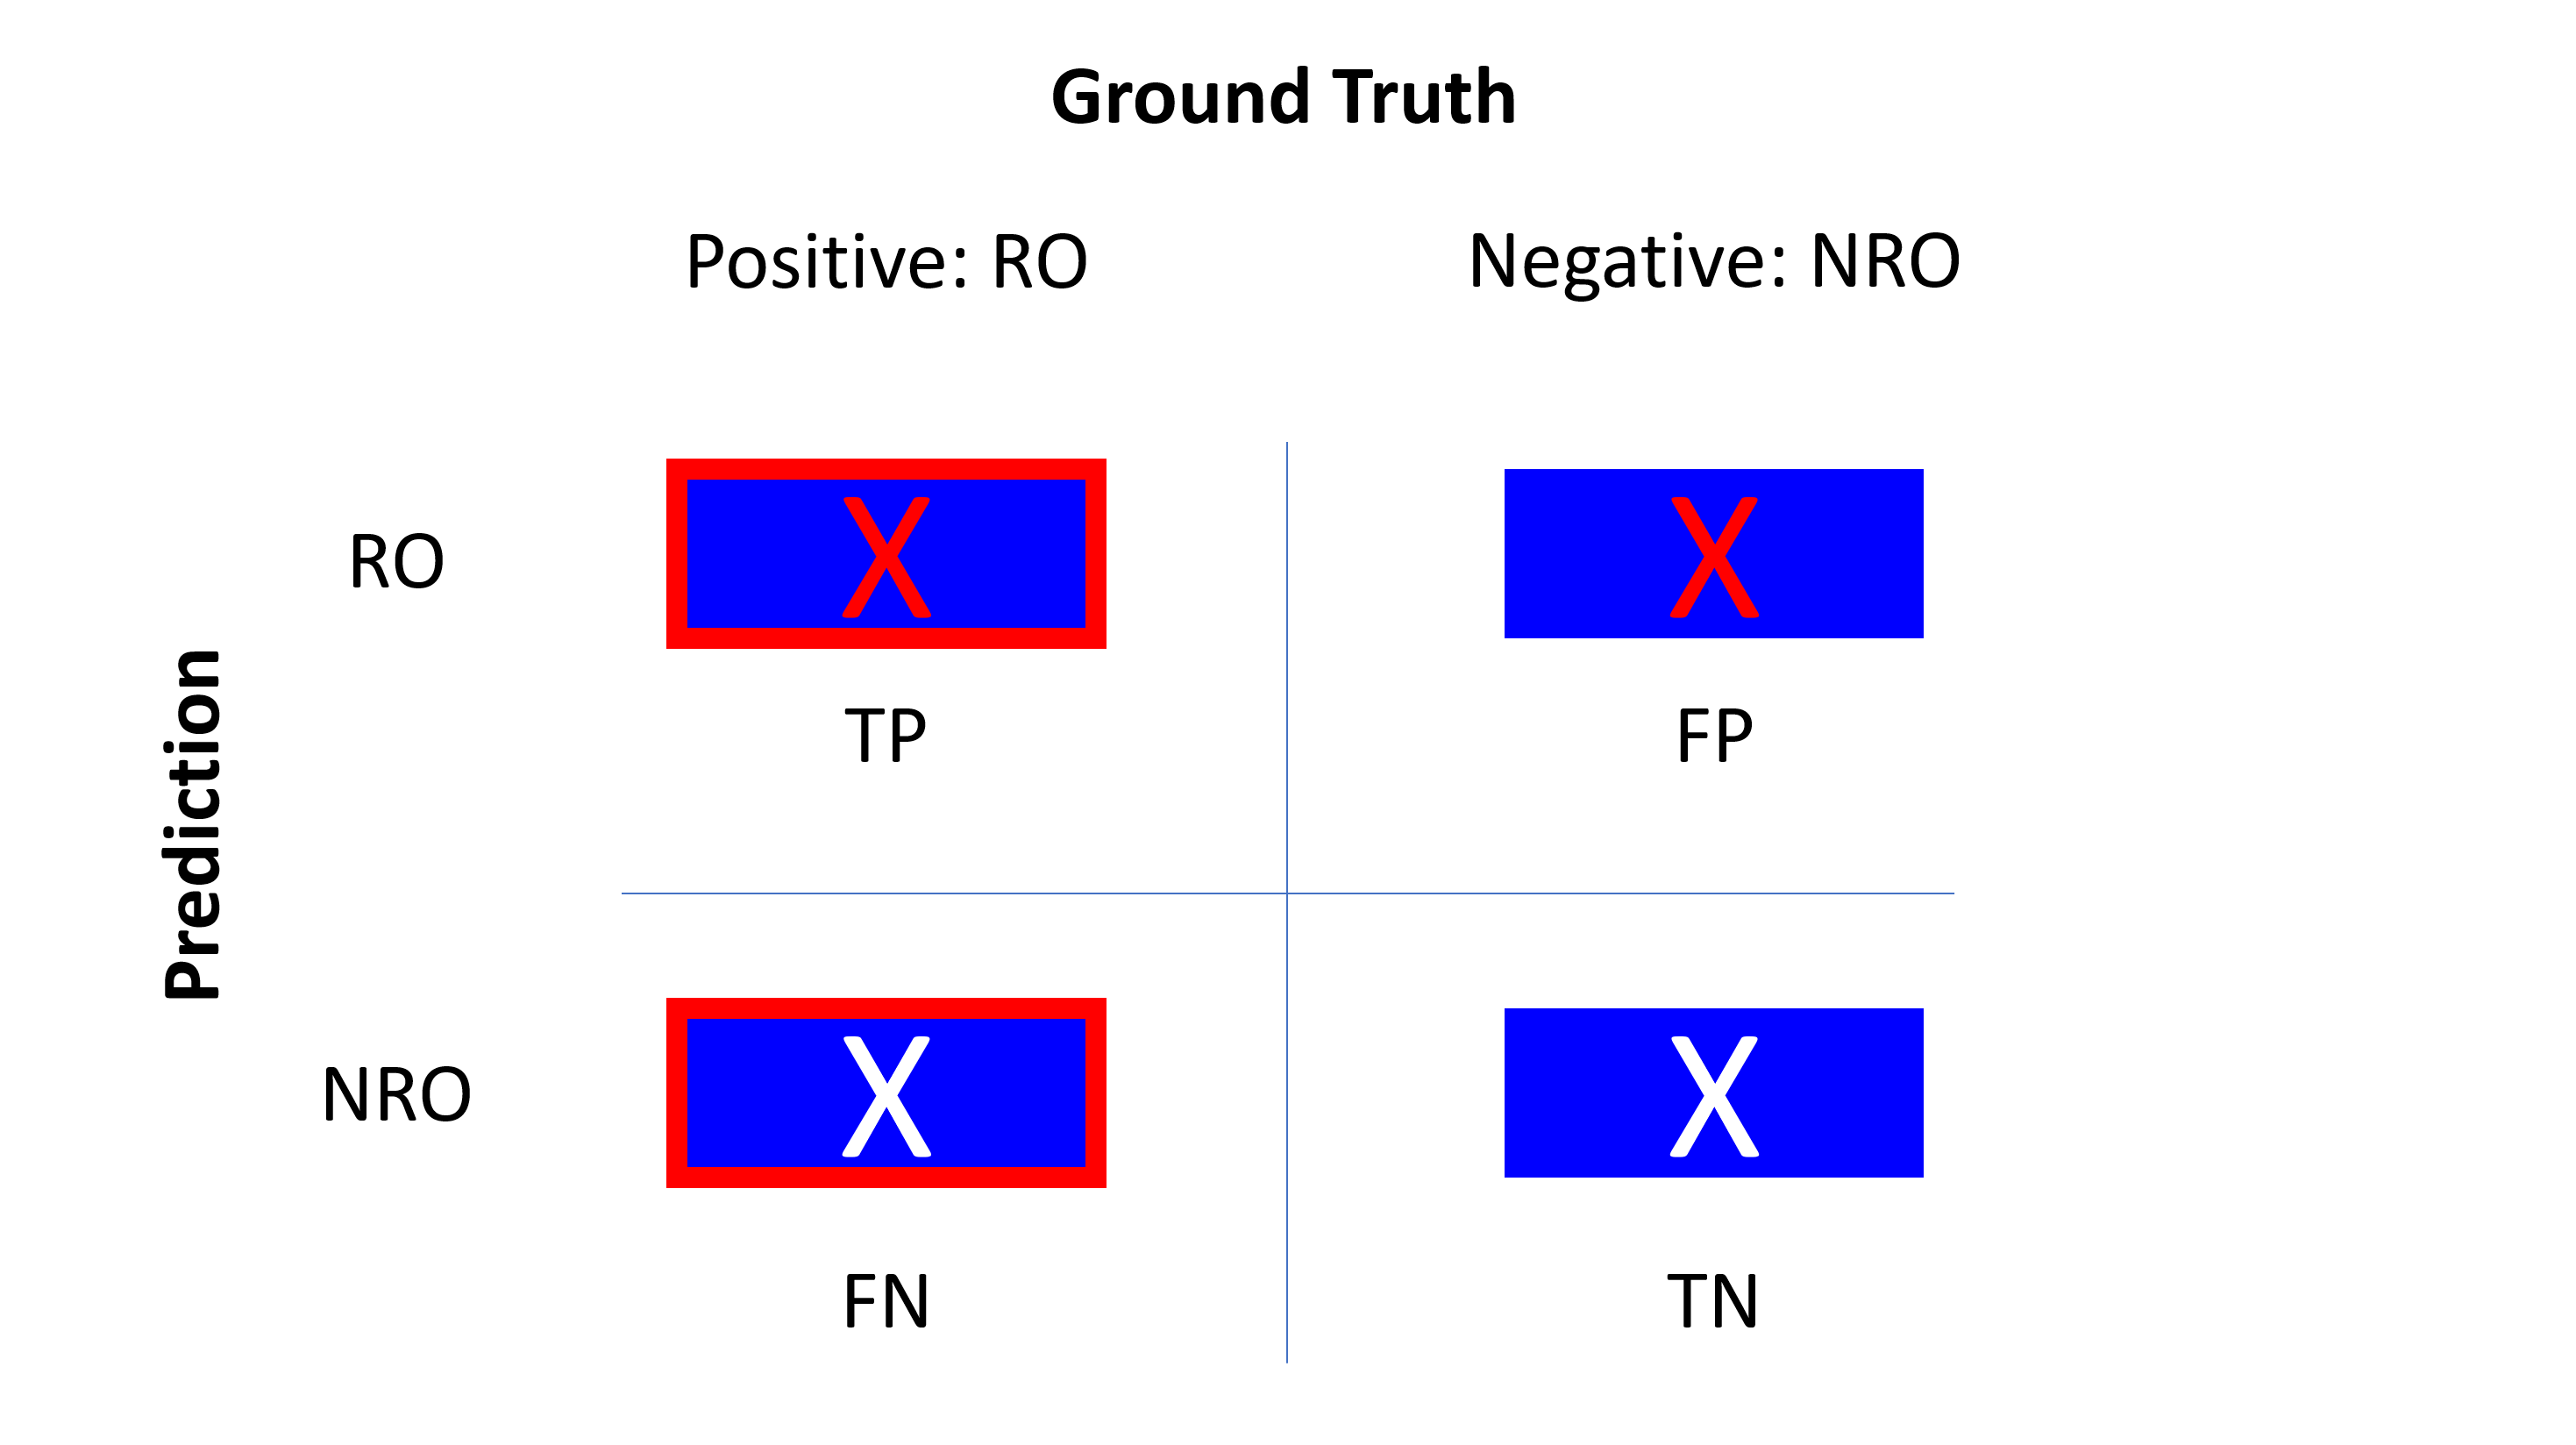 Ground Truth
Positive: RO
Negative: NRO
Prediction
RO
X
X
TP
FP
NRO
X
X
FN
TN